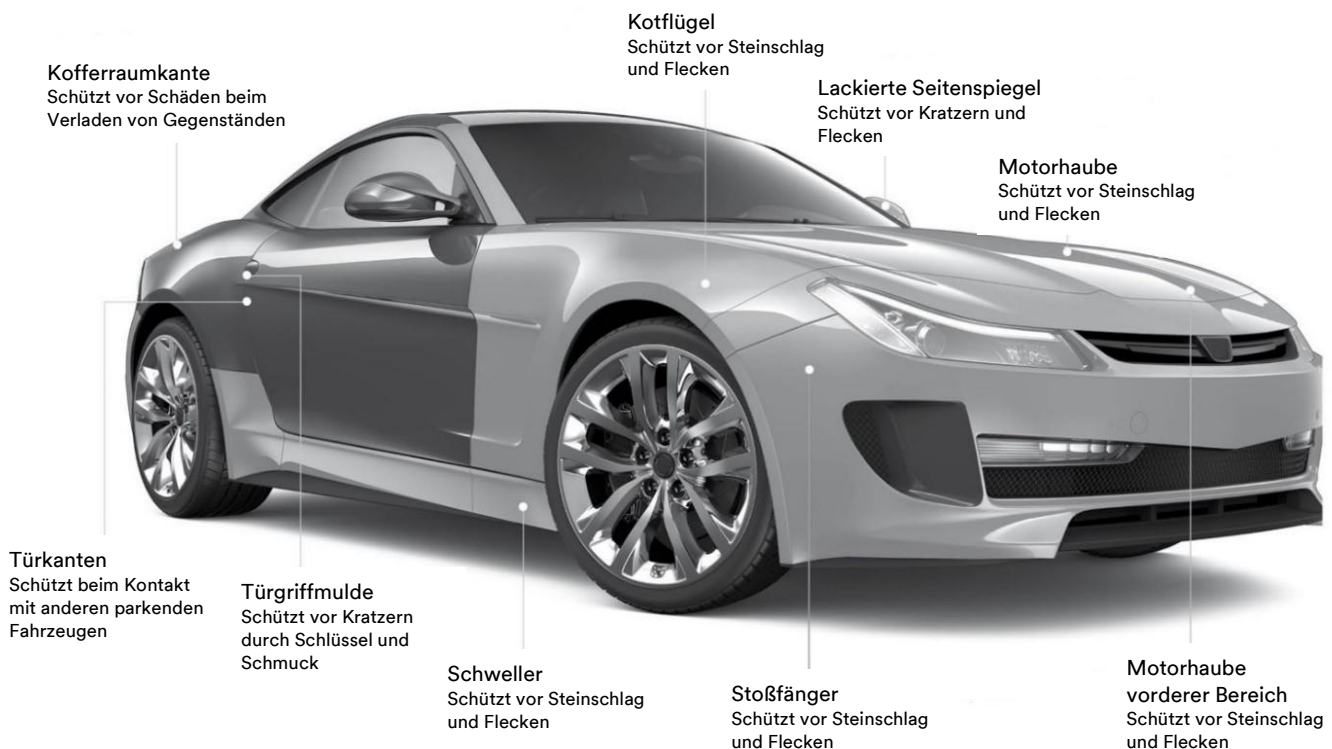 Kotflügel
Schützt vor Steinschlag
und Flecken
Kofferraumkante
Schützt vor Schäden beim
Verladen von Gegenständen
Lackierte Seitenspiegel
Schützt vor Kratzern und
Flecken
Motorhaube
Schützt vor Steinschlag
und Flecken
Türkanten
Schützt beim Kontakt
mit anderen parkenden
Fahrzeugen
Türgriffmulde
Schützt vor Kratzern
durch Schlüssel und
Schmuck
Schweller
Schützt vor Steinschlag
und Flecken
Stoßfänger
Schützt vor Steinschlag
und Flecken
Motorhaube
vorderer Bereich
Schützt vor Steinschlag
und Flecken